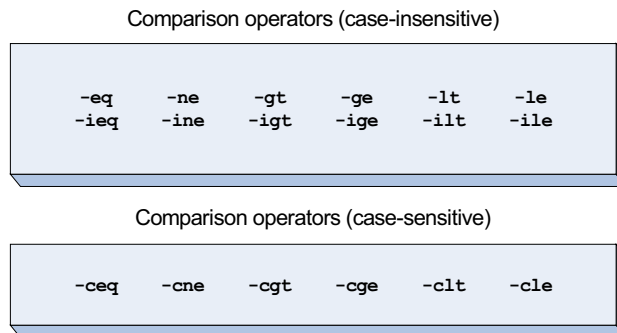 Comparison operators (case-insensitive)
-eq -ne -gt -ge -lt -le
-ieq -ine -igt -ige -ilt -ile
Comparison operators (case-sensitive)
-ceq -cne -cgt -cge -clt -cle